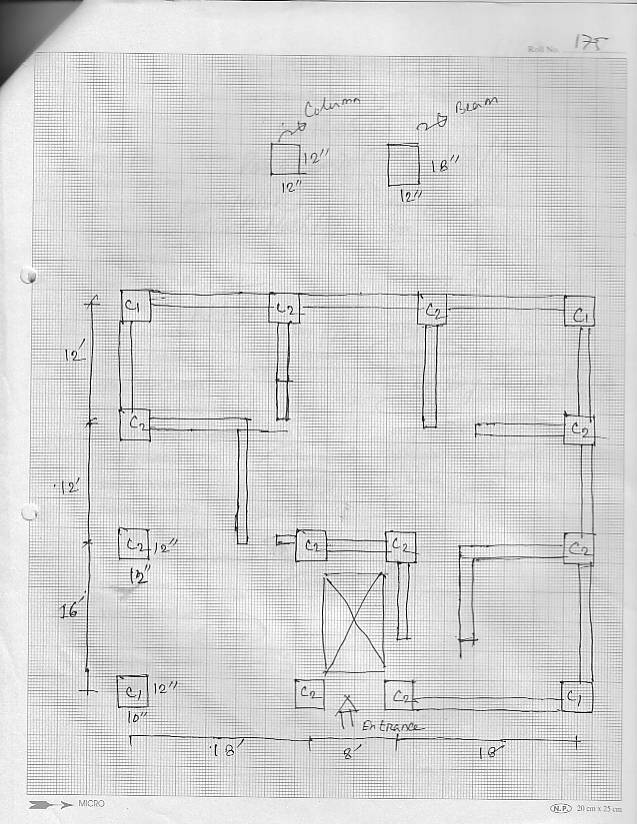 Roll No. 175
Column
Beam
12"
18"
12"
12"
C1
C2
C2
C1
12'
C2
C2
12'
C2
12"
C2
C2
C2
12"
16'
C1
12"
C2
C2
C1
10"
Entrance
18'
8'
18'
MICRO
N.P.
20 cm x 25 cm